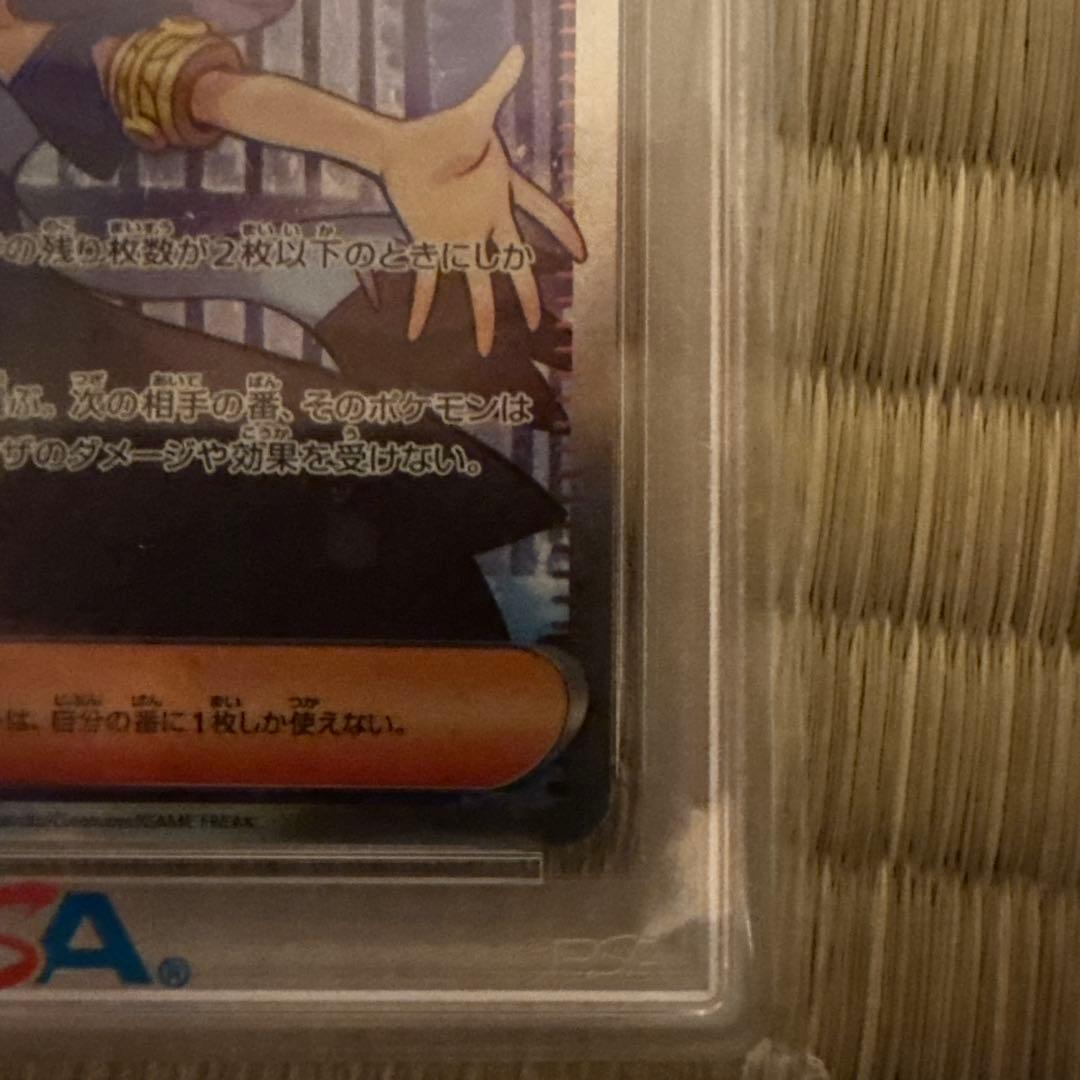 の残り枚数が2枚以下のときにしか
ぶ。次の相手の番、そのポケモンは
ザのダメージや効果を受けない。
は、自分の番に1枚しか使えない。
GAME FREAK
SA®
PSA